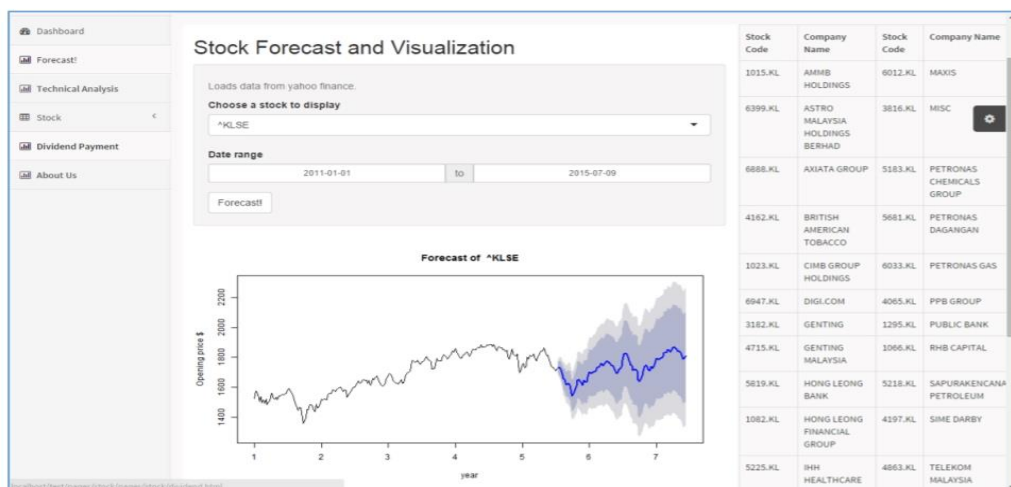 Dashboard
Forecast!
Technical Analysis
Stock
Dividend Payment
About Us
Stock Forecast and Visualization
Loads data from yahoo finance.
Choose a stock to display
^KLSE
Date range
2011-01-01 to 2015-07-09
Forecast!
Forecast of ^KLSE
Opening price $
2200
2000
1800
1600
1400
1 2 3 4 5 6 7
year
Stock Code Company Name Stock Code Company Name
1015.KL AMMB HOLDINGS 6012.KL MAXIS
6399.KL ASTRO MALAYSIA HOLDINGS BERHAD 3816.KL MISC
6888.KL AXIATA GROUP 5183.KL PETRONAS CHEMICALS GROUP
4162.KL BRITISH AMERICAN TOBACCO 5681.KL PETRONAS DAGANGAN
1023.KL CIMB GROUP HOLDINGS 6033.KL PETRONAS GAS
6947.KL DIGI.COM 4065.KL PPB GROUP
3182.KL GENTING 1295.KL PUBLIC BANK
4715.KL GENTING MALAYSIA 1066.KL RHB CAPITAL
5819.KL HONG LEONG BANK 5218.KL SAPURAKENCANA PETROLEUM
1082.KL HONG LEONG FINANCIAL GROUP 4197.KL SIME DARBY
5225.KL IHH HEALTHCARE 4863.KL TELEKOM MALAYSIA